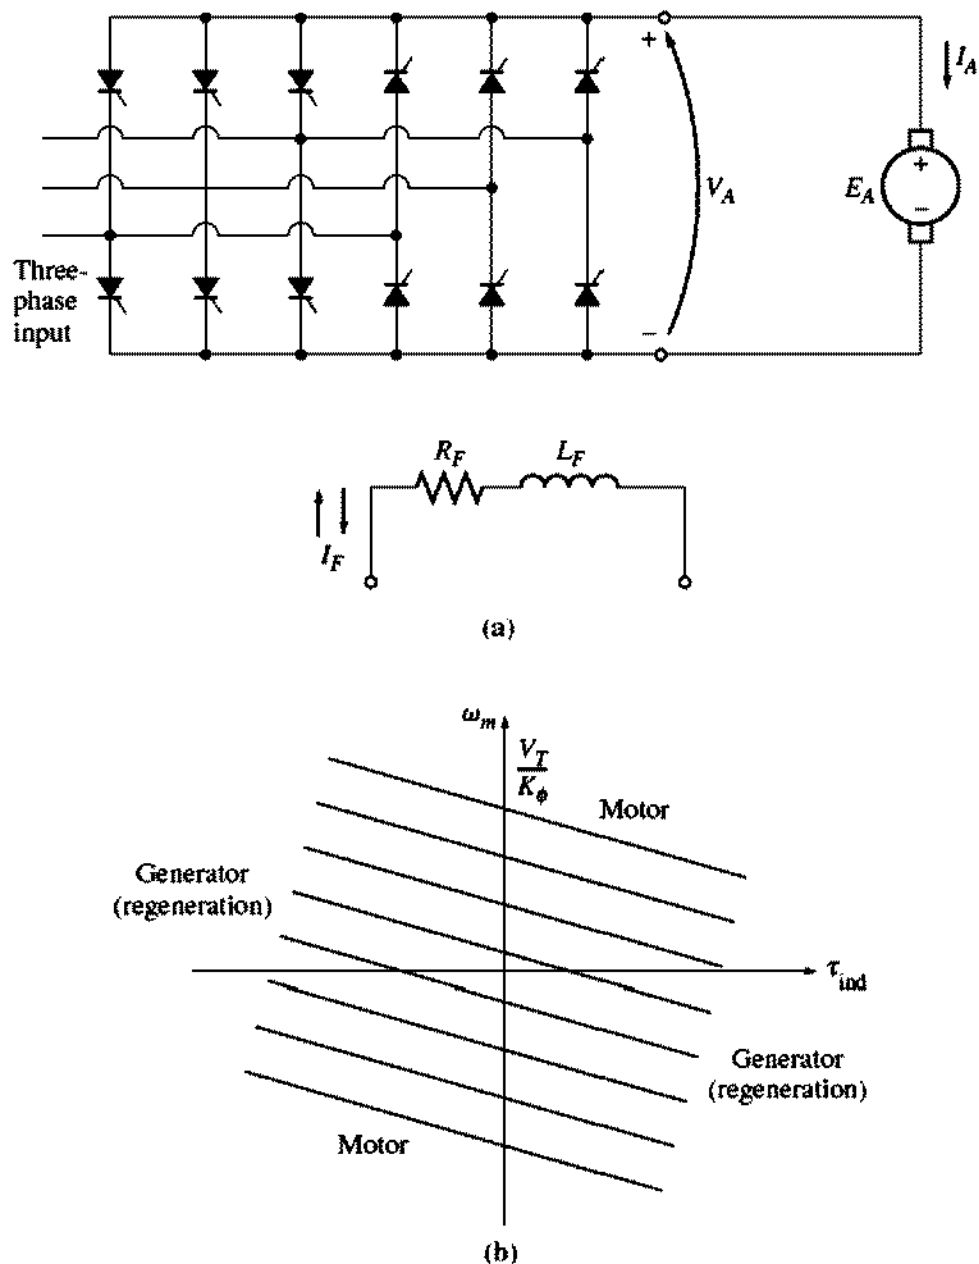 +
I_A
V_A
E_A
+
−
−
Three-
phase
input
R_F
L_F
I_F
(a)
ω_m
V_T
K_ϕ
Motor
Generator
(regeneration)
τ_ind
Generator
(regeneration)
Motor
(b)